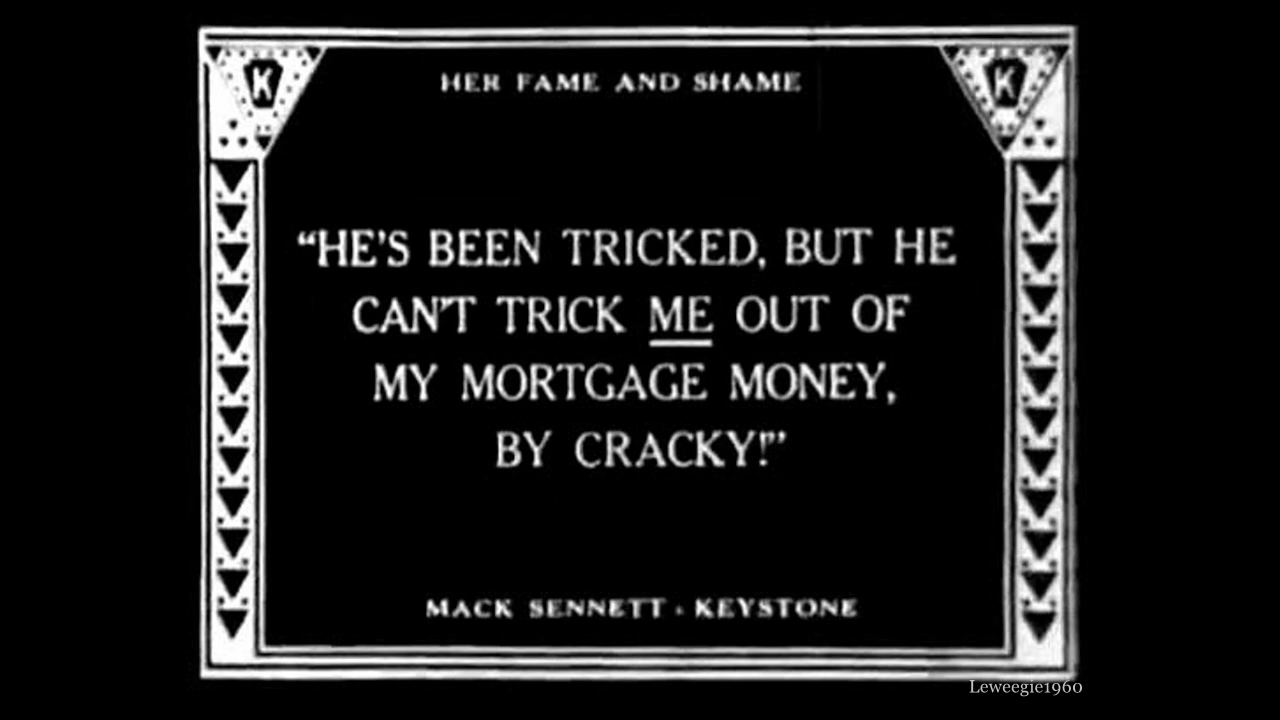 K K
HER FAME AND SHAME
“HE'S BEEN TRICKED, BUT HE
CAN'T TRICK ME OUT OF
MY MORTGAGE MONEY,
BY CRACKY!”
MACK SENNETT - KEYSTONE
Leweegie1960